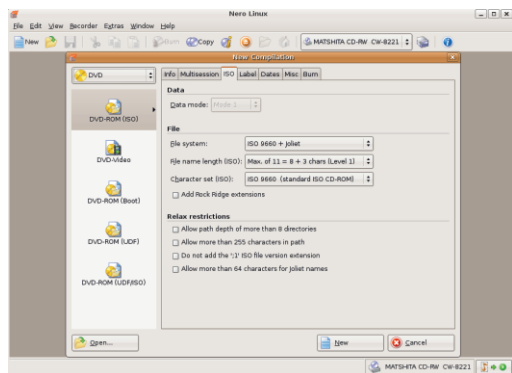 Nero Linux
File Edit View Recorder Extras Window Help
New Burn Copy MATSHITA CD-RW CW-8221
New Compilation
DVD
Info Multisession ISO Label Dates Misc Burn
Data
Data mode: Mode 1
DVD-ROM (ISO)
File
File system: ISO 9660 + Joliet
DVD-Video
File name length (ISO): Max. of 11 = 8 + 3 chars (Level 1)
Character set (ISO): ISO 9660 (standard ISO CD-ROM)
Add Rock Ridge extensions
DVD-ROM (Boot)
Relax restrictions
Allow path depth of more than 8 directories
DVD-ROM (UDF)
Allow more than 255 characters in path
Do not add the ';1' ISO file version extension
Allow more than 64 characters for Joliet names
DVD-ROM (UDF/ISO)
Open... New Cancel
MATSHITA CD-RW CW-8221